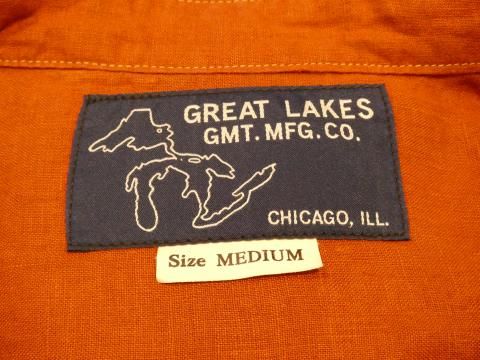 GREAT LAKES
GMT. MFG. CO.
CHICAGO, ILL.
Size MEDIUM